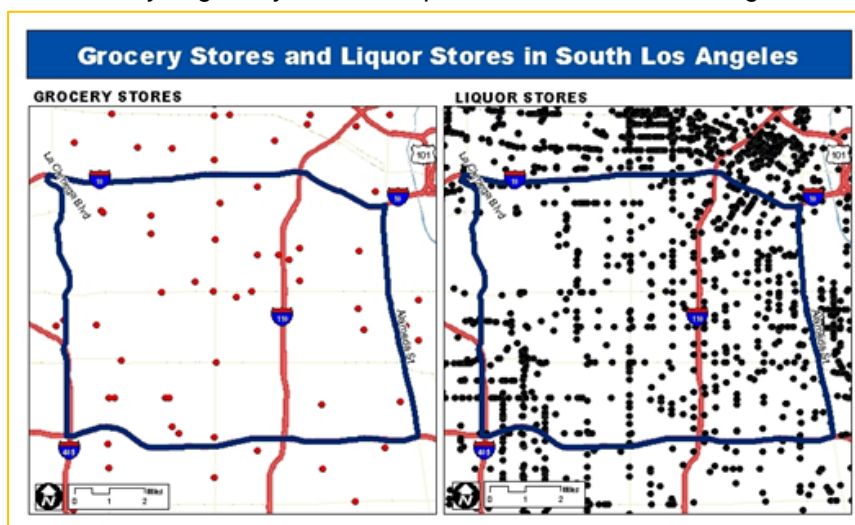 Grocery Stores and Liquor Stores in South Los Angeles
GROCERY STORES
LIQUOR STORES
La Cienega Blvd
10
101
10
110
Alameda St
405
N
0 1 2
Miles
La Cienega Blvd
10
101
10
110
Alameda St
405
N
0 1 2
Miles